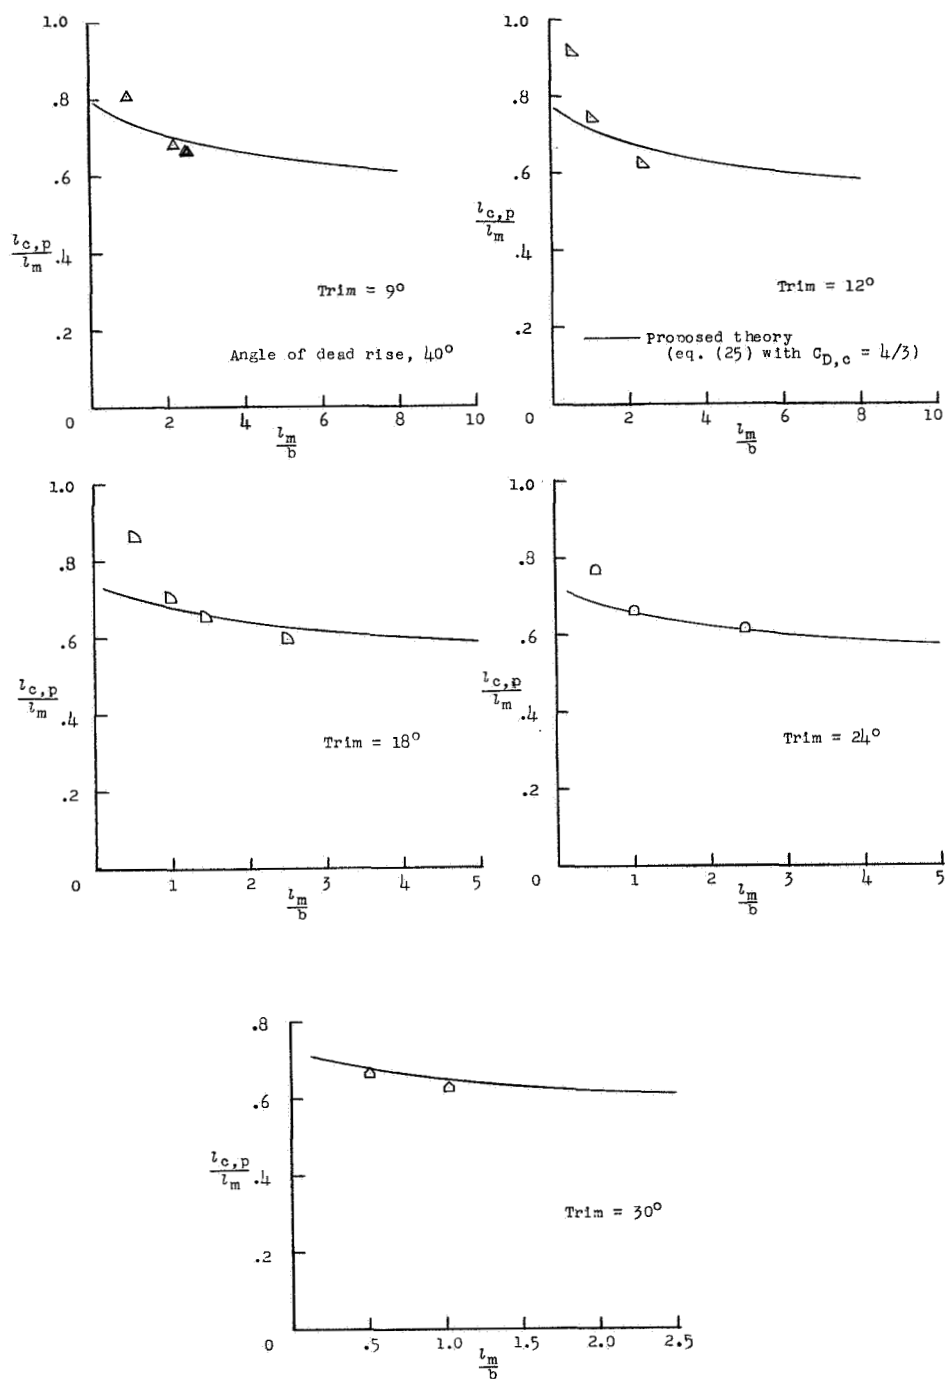 1.0
.8
.6
l_c,p
l_m
.4
.2
0
2 4 6 8 10
l_m
b
Trim = 9°
Angle of dead rise, 40°
1.0
.8
.6
l_c,p
l_m
.4
.2
0
2 4 6 8 10
l_m
b
Trim = 12°
Proposed theory
(eq. (25) with C_D,c = 4/3)
1.0
.8
.6
l_c,p
l_m
.4
.2
0
1 2 3 4 5
l_m
b
Trim = 18°
1.0
.8
.6
l_c,p
l_m
.4
.2
0
1 2 3 4 5
l_m
b
Trim = 24°
.8
.6
l_c,p
l_m
.4
.2
0
.5 1.0 1.5 2.0 2.5
l_m
b
Trim = 30°